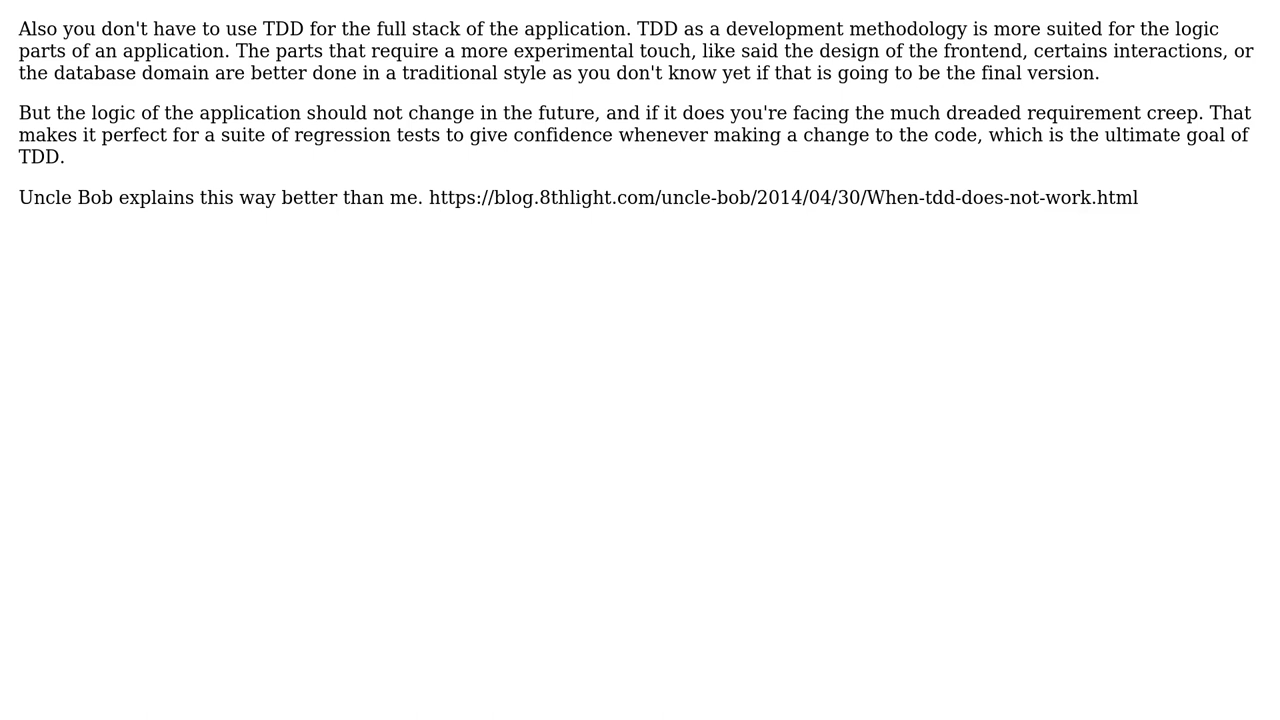 Also you don't have to use TDD for the full stack of the application. TDD as a development methodology is more suited for the logic
parts of an application. The parts that require a more experimental touch, like said the design of the frontend, certains interactions, or
the database domain are better done in a traditional style as you don't know yet if that is going to be the final version.
But the logic of the application should not change in the future, and if it does you're facing the much dreaded requirement creep. That
makes it perfect for a suite of regression tests to give confidence whenever making a change to the code, which is the ultimate goal of
TDD.
Uncle Bob explains this way better than me. https://blog.8thlight.com/uncle-bob/2014/04/30/When-tdd-does-not-work.html